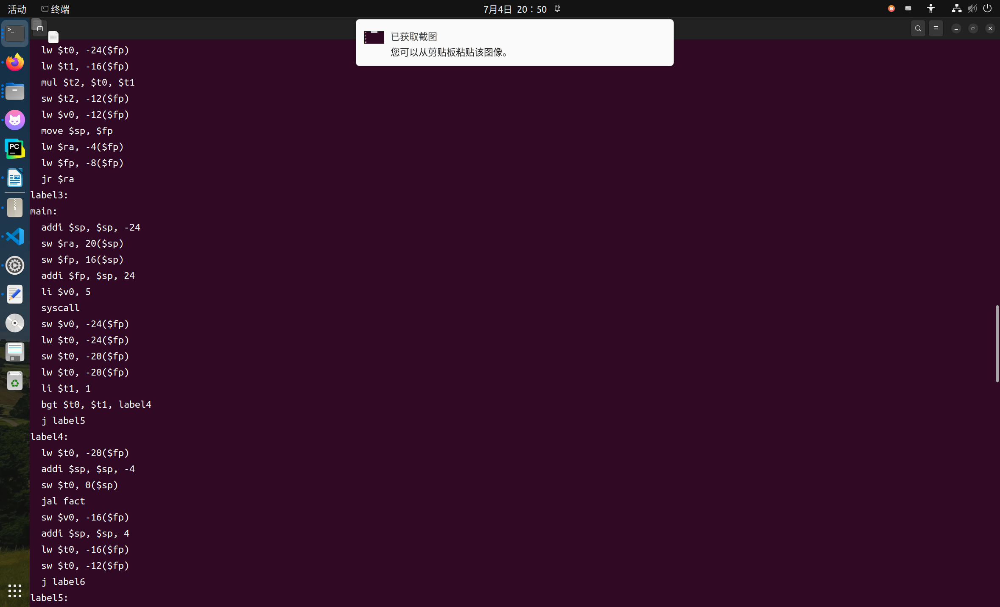 活动 终端 7月4日 20：50
已获取截图
您可以从剪贴板粘贴该图像。
lw $t0, -24($fp)
lw $t1, -16($fp)
mul $t2, $t0, $t1
sw $t2, -12($fp)
lw $v0, -12($fp)
move $sp, $fp
lw $ra, -4($fp)
lw $fp, -8($fp)
jr $ra
label3:
main:
addi $sp, $sp, -24
sw $ra, 20($sp)
sw $fp, 16($sp)
addi $fp, $sp, 24
li $v0, 5
syscall
sw $v0, -24($fp)
lw $t0, -24($fp)
sw $t0, -20($fp)
lw $t0, -20($fp)
li $t1, 1
bgt $t0, $t1, label4
j label5
label4:
lw $t0, -20($fp)
addi $sp, $sp, -4
sw $t0, 0($sp)
jal fact
sw $v0, -16($fp)
addi $sp, $sp, 4
lw $t0, -16($fp)
sw $t0, -12($fp)
j label6
label5:
PC